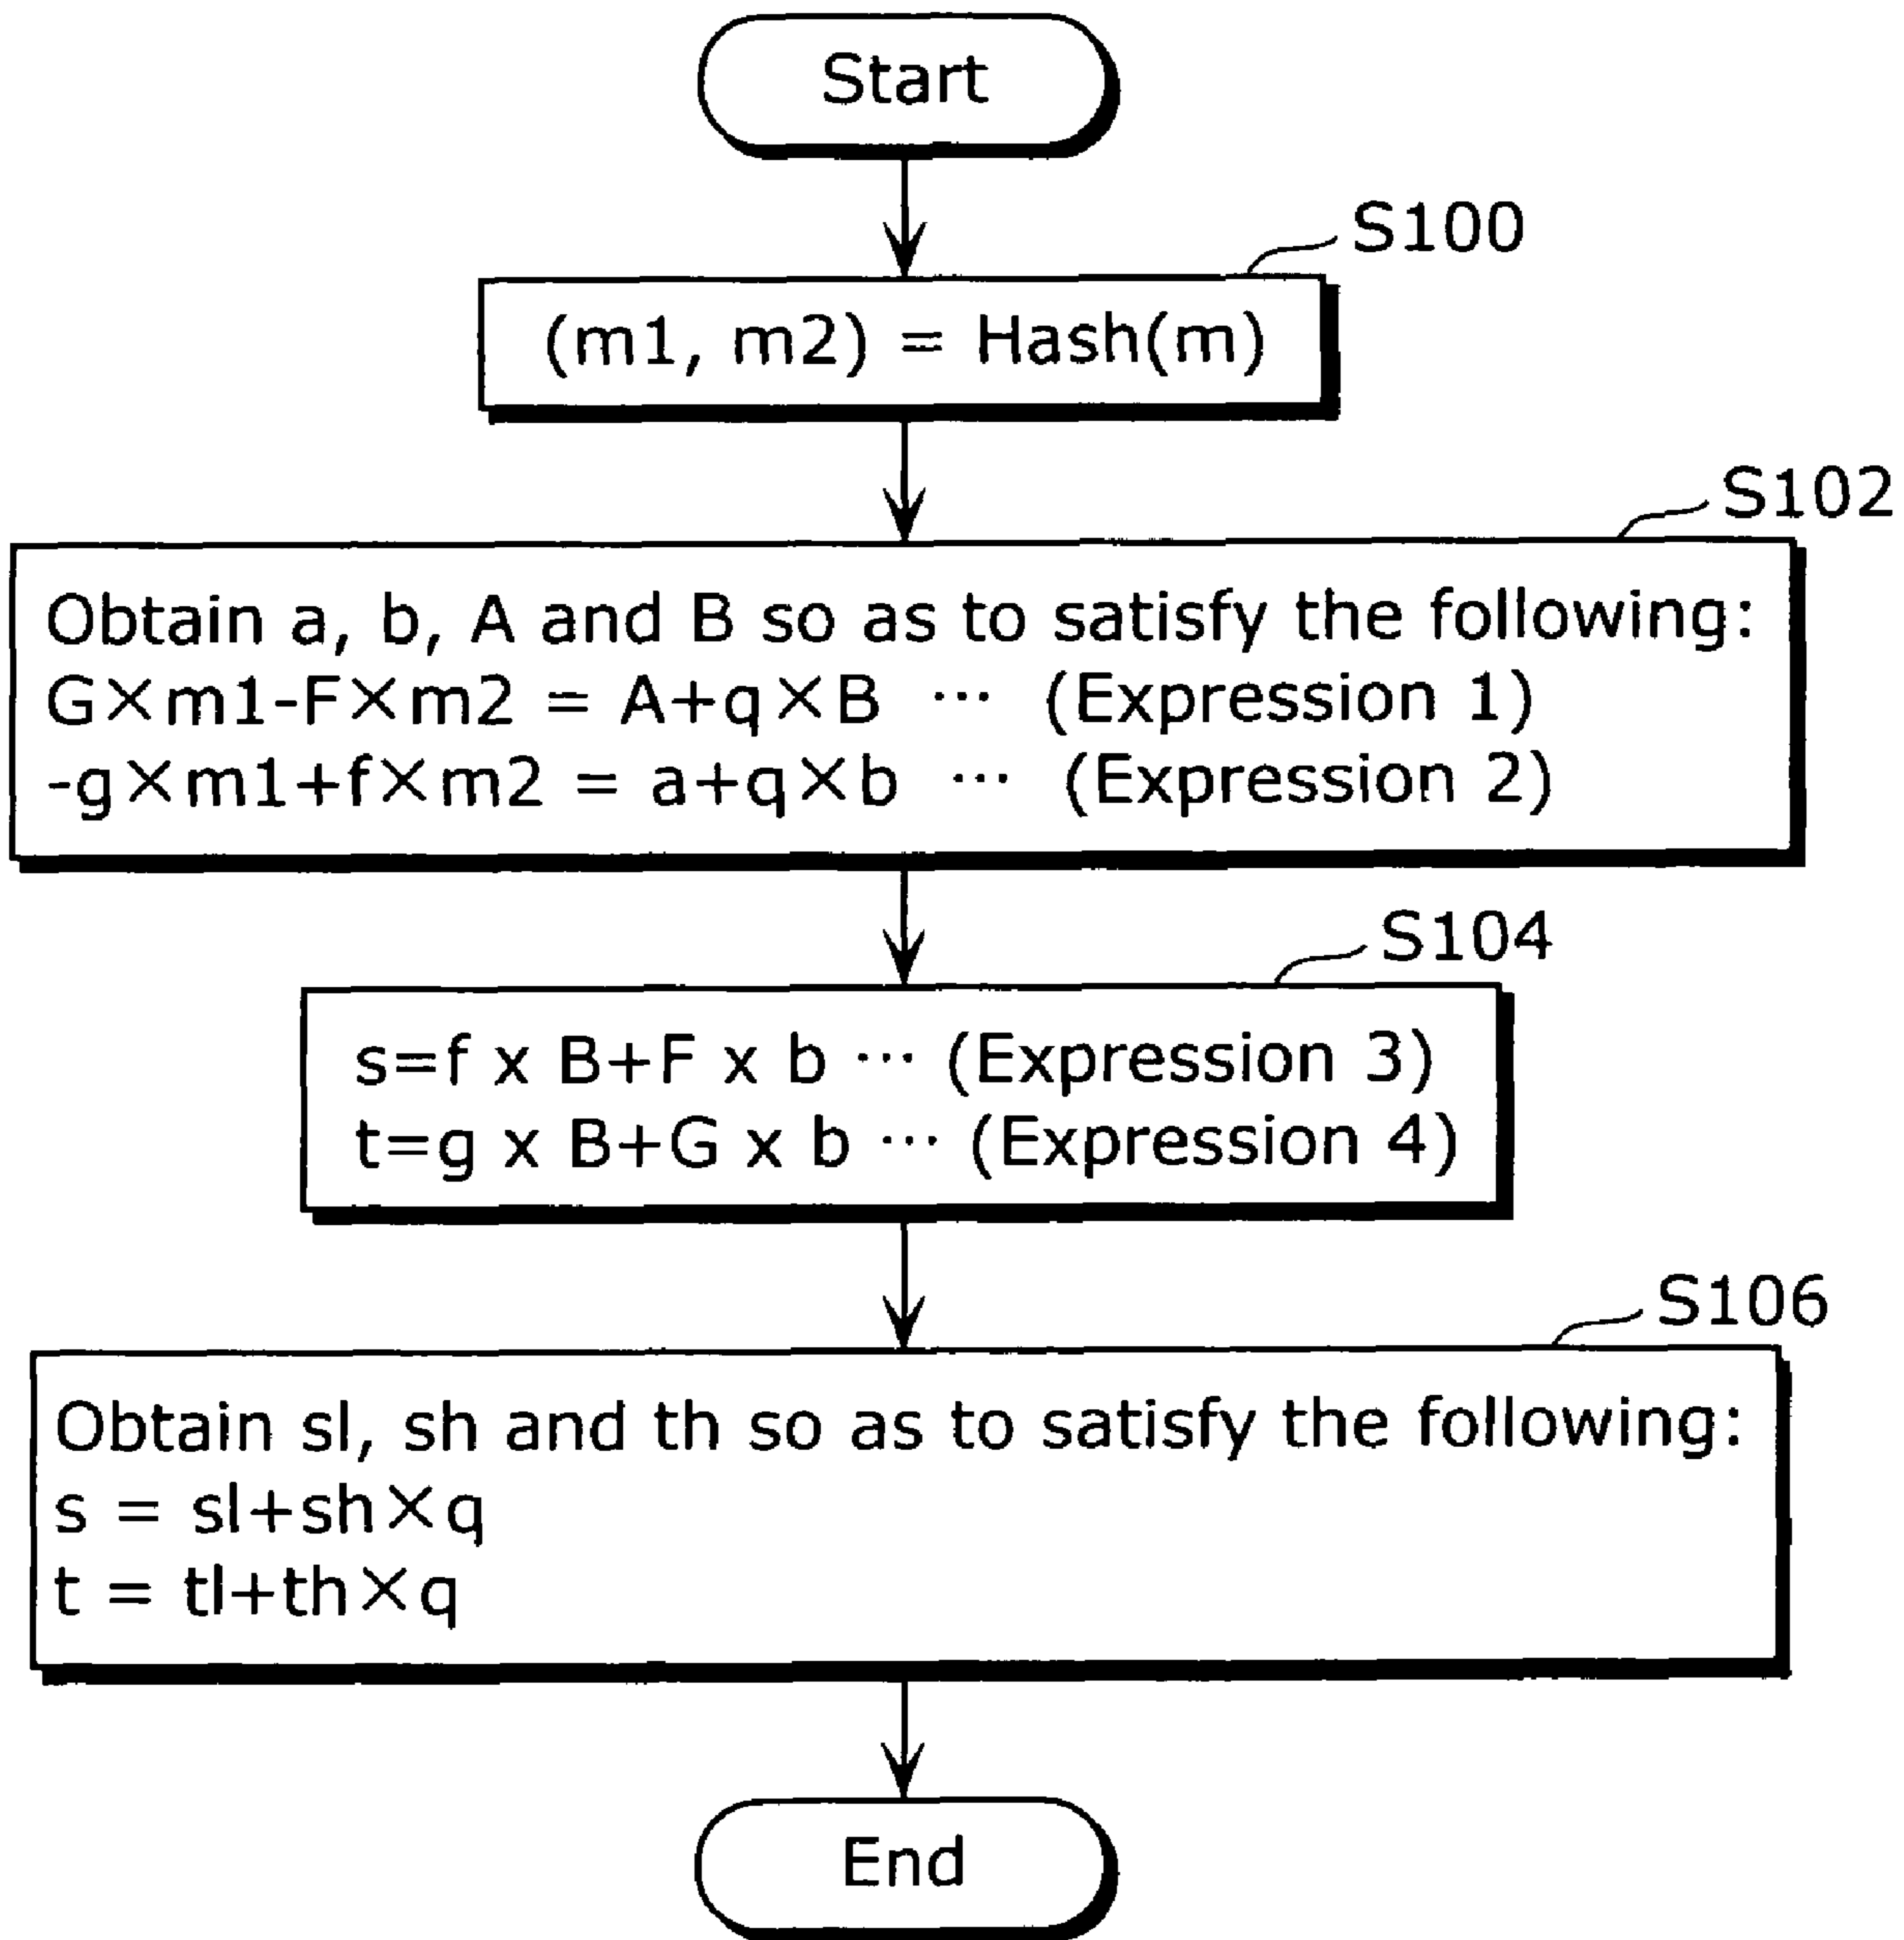 Start
S100
(m1, m2) = Hash(m)
S102
Obtain a, b, A and B so as to satisfy the following:
G×m1-F×m2 = A+q×B ··· (Expression 1)
-g×m1+f×m2 = a+q×b ··· (Expression 2)
S104
s=f x B+F x b ··· (Expression 3)
t=g x B+G x b ··· (Expression 4)
S106
Obtain sl, sh and th so as to satisfy the following:
s = sl+sh×q
t = tl+th×q
End